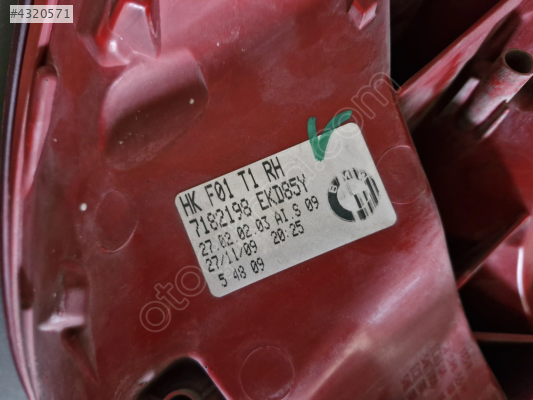 #4320571
HK F01 T1 RH
7182198 EKD85Y
27.02.02.03 AI.S 09
27/11/09 20:25
5 48 09
BMW